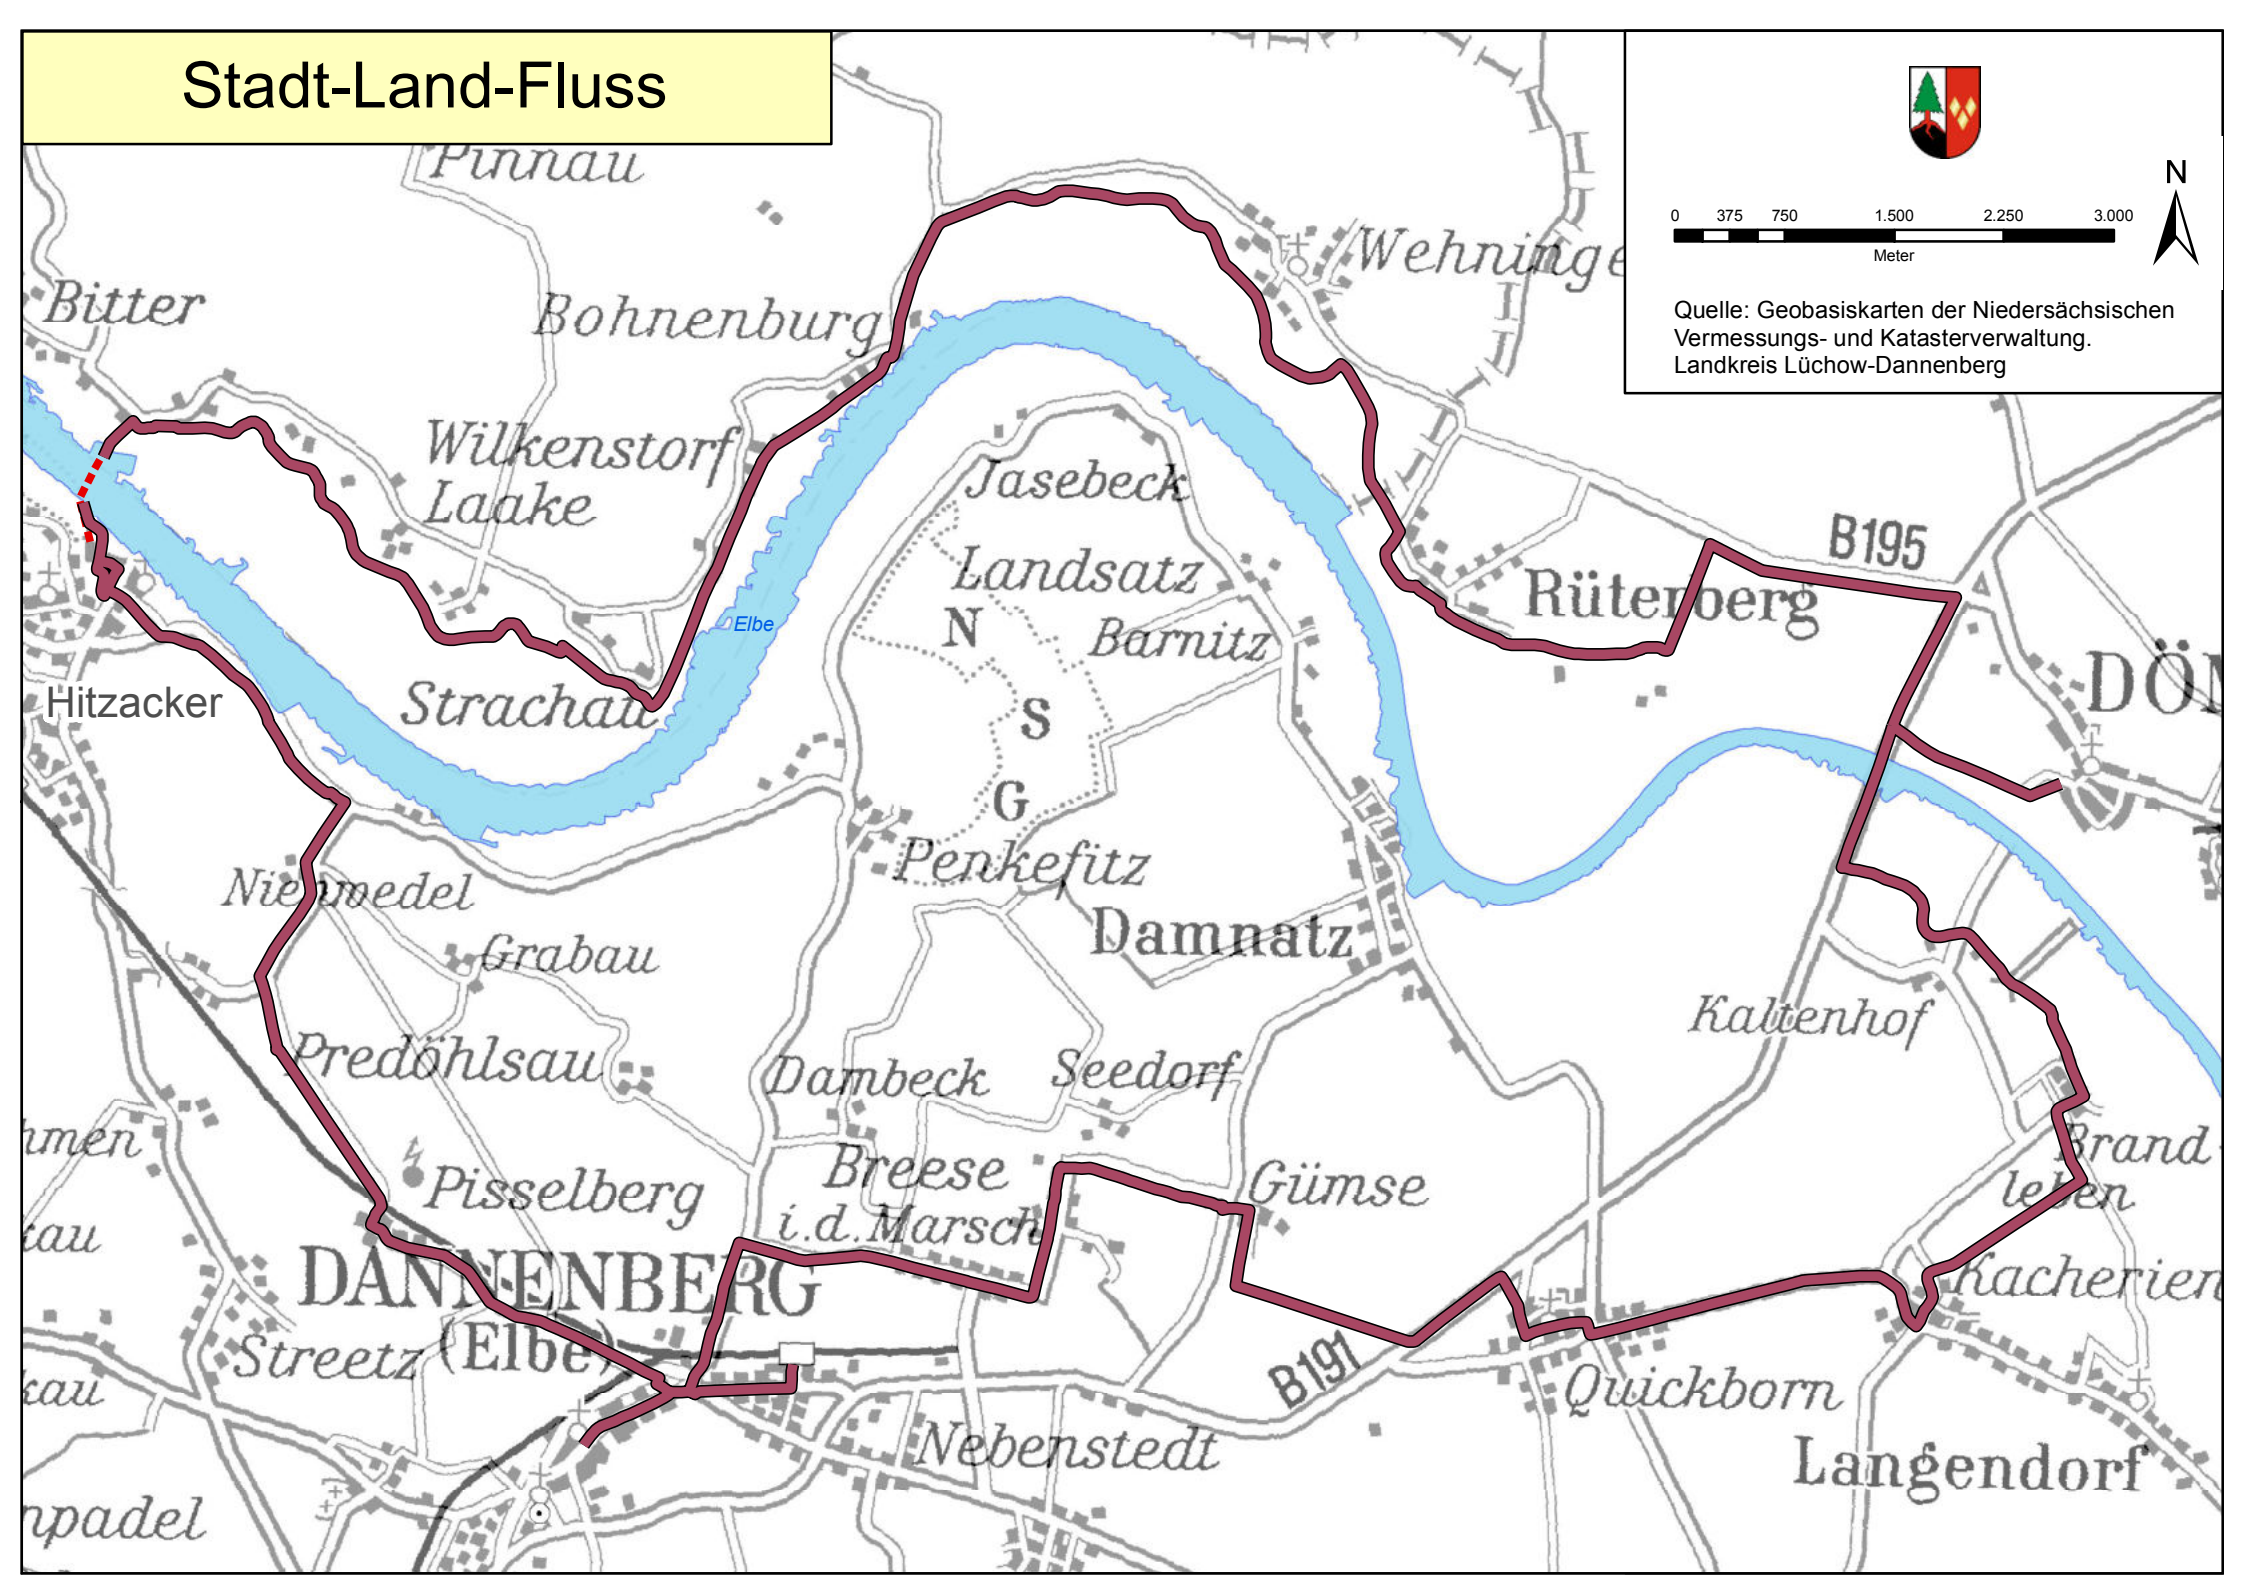 Stadt-Land-Fluss
N
0 375 750 1.500 2.250 3.000
Meter
Quelle: Geobasiskarten der Niedersächsischen
Vermessungs- und Katasterverwaltung.
Landkreis Lüchow-Dannenberg
Pinnau
Wehninge
Bitter
Bohnenburg
Wilkenstorf
Laake
Jasebeck
B195
Landsatz
Rüterberg
Elbe
N
Barnitz
Hitzacker
Strachau
S
DÖM
G
Penkefitz
Nienwedel
Damnatz
Grabau
Kaltenhof
Predöhlsau
Dambeck
Seedorf
Brand-
leben
Breese
i.d.Marsch
Gümse
Pisselberg
DANNENBERG
(Elbe)
Kacherien
Streetz
B191
Quickborn
Nebenstedt
Langendorf
npadel